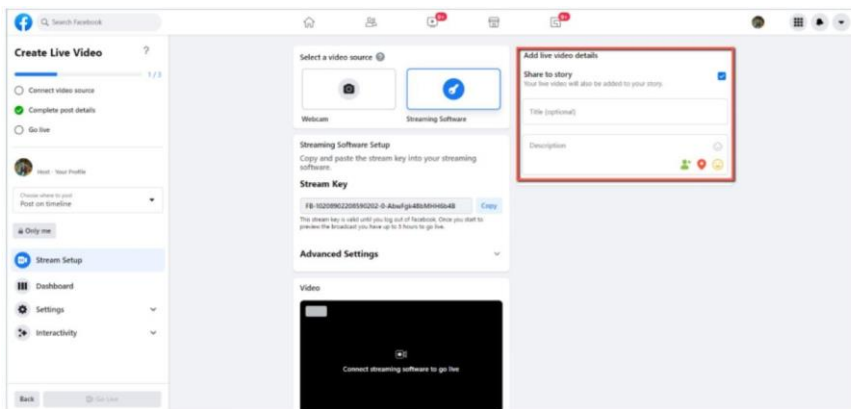 Search Facebook
9+
9+
Create Live Video
?
1 / 3
Connect video source
Complete post details
Go live
Host · Your Profile
Choose where to post
Post on timeline
Only me
Stream Setup
Dashboard
Settings
Interactivity
Back
Go Live
Select a video source
Webcam
Streaming Software
Streaming Software Setup
Copy and paste the stream key into your streaming
software.
Stream Key
Copy
This stream key is valid until you log out of Facebook. Once you start to
preview the broadcast you have up to 5 hours to go live.
Advanced Settings
Video
Connect streaming software to go live
Add live video details
Share to story
Your live video will also be added to your story.
Title (optional)
Description